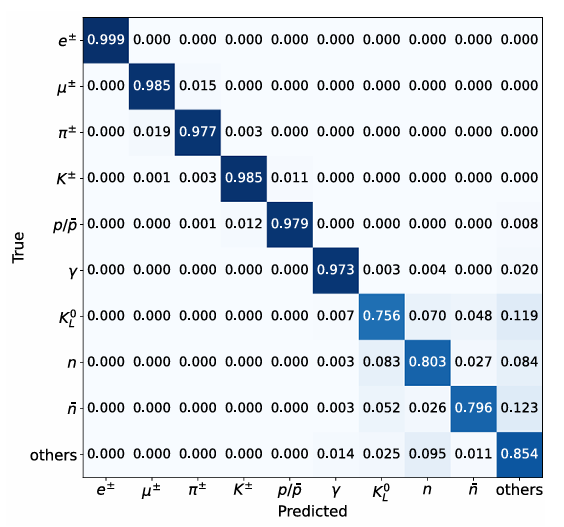 e± 0.999 0.000 0.000 0.000 0.000 0.000 0.000 0.000 0.000 0.000
μ± 0.000 0.985 0.015 0.000 0.000 0.000 0.000 0.000 0.000 0.000
π± 0.000 0.019 0.977 0.003 0.000 0.000 0.000 0.000 0.000 0.000
K± 0.000 0.001 0.003 0.985 0.011 0.000 0.000 0.000 0.000 0.000
p/p̄ 0.000 0.000 0.001 0.012 0.979 0.000 0.000 0.000 0.000 0.008
True
γ 0.000 0.000 0.000 0.000 0.000 0.973 0.003 0.004 0.000 0.020
K⁰_L 0.000 0.000 0.000 0.000 0.000 0.007 0.756 0.070 0.048 0.119
n 0.000 0.000 0.000 0.000 0.000 0.003 0.083 0.803 0.027 0.084
n̄ 0.000 0.000 0.000 0.000 0.000 0.003 0.052 0.026 0.796 0.123
others 0.000 0.000 0.000 0.000 0.000 0.014 0.025 0.095 0.011 0.854
e± μ± π± K± p/p̄ γ K⁰_L n n̄ others
Predicted